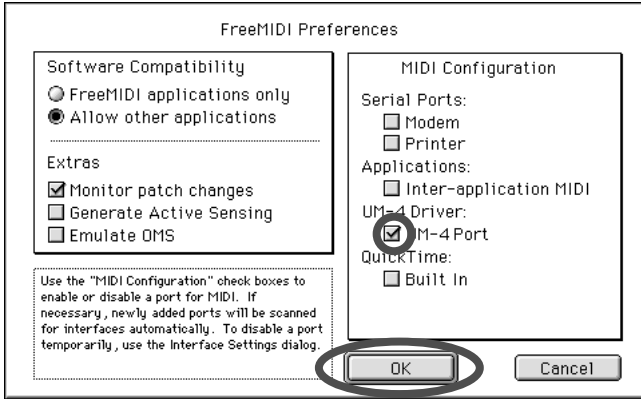 FreeMIDI Preferences
Software Compatibility
FreeMIDI applications only
Allow other applications
Extras
Monitor patch changes
Generate Active Sensing
Emulate OMS
Use the "MIDI Configuration" check boxes to
enable or disable a port for MIDI. If
necessary, newly added ports will be scanned
for interfaces automatically. To disable a port
temporarily, use the Interface Settings dialog.
MIDI Configuration
Serial Ports:
Modem
Printer
Applications:
Inter-application MIDI
UM-4 Driver:
UM-4 Port
QuickTime:
Built In
OK
Cancel